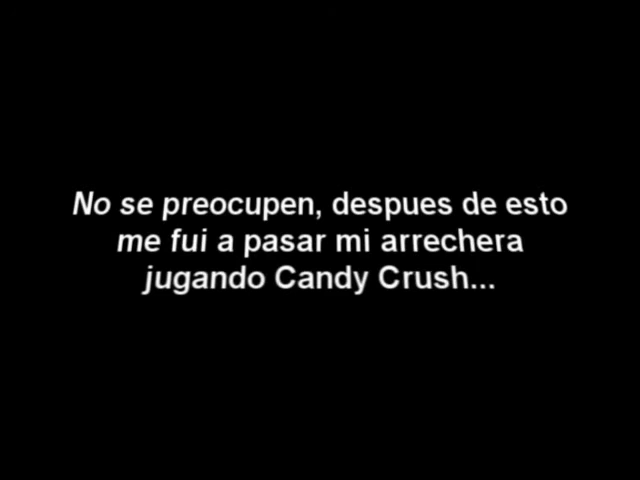 No se preocupen, despues de esto
me fui a pasar mi arrechera
jugando Candy Crush...